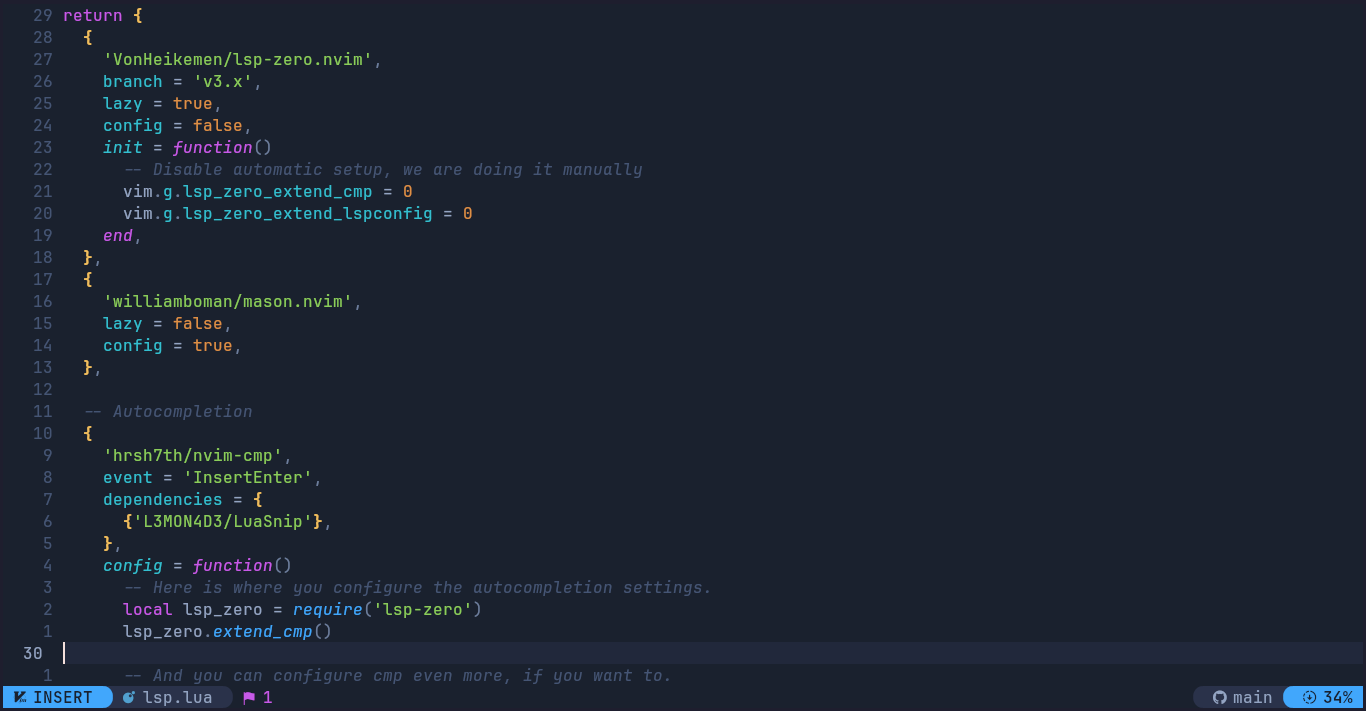 29 return {
28   {
27     'VonHeikemen/lsp-zero.nvim',
26     branch = 'v3.x',
25     lazy = true,
24     config = false,
23     init = function()
22       -- Disable automatic setup, we are doing it manually
21       vim.g.lsp_zero_extend_cmp = 0
20       vim.g.lsp_zero_extend_lspconfig = 0
19     end,
18   },
17   {
16     'williamboman/mason.nvim',
15     lazy = false,
14     config = true,
13   },
12
11   -- Autocompletion
10   {
 9     'hrsh7th/nvim-cmp',
 8     event = 'InsertEnter',
 7     dependencies = {
 6       {'L3MON4D3/LuaSnip'},
 5     },
 4     config = function()
 3       -- Here is where you configure the autocompletion settings.
 2       local lsp_zero = require('lsp-zero')
 1       lsp_zero.extend_cmp()
30
 1       -- And you can configure cmp even more, if you want to.
INSERT lsp.lua 1 main 34%